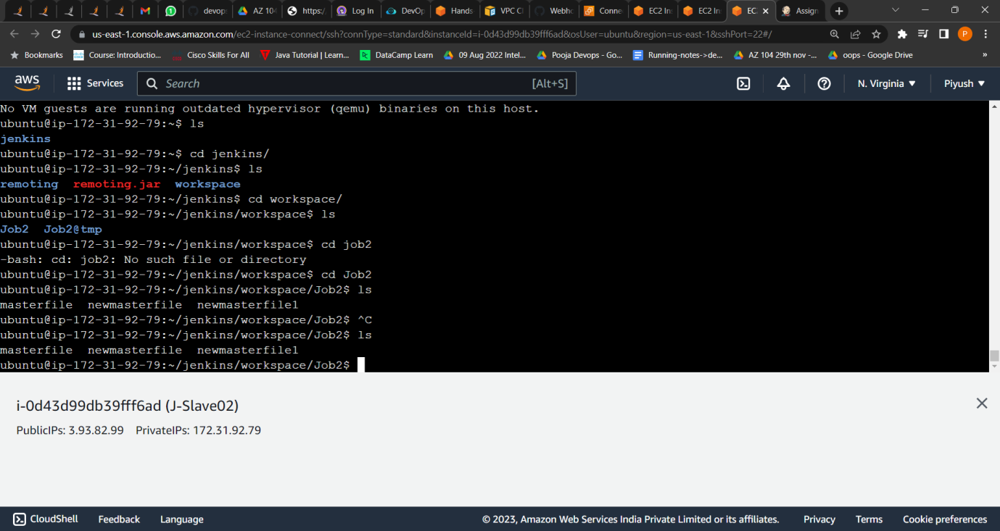 devop
AZ 104
https:/
Log In
DevOp
Hands
VPC C
Webho
Conne
EC2 In
EC2 In
EC
Assign
us-east-1.console.aws.amazon.com/ec2-instance-connect/ssh?connType=standard&instanceId=i-0d43d99db39fff6ad&osUser=ubuntu&region=us-east-1&sshPort=22#/
P
Bookmarks
Course: Introductio...
Cisco Skills For All
Java Tutorial | Learn...
DataCamp Learn
09 Aug 2022 Intel...
Pooja Devops - Go...
Running-notes->de...
AZ 104 29th nov -...
oops - Google Drive
»
aws
Services
Search
[Alt+S]
N. Virginia
Piyush
No VM guests are running outdated hypervisor (qemu) binaries on this host.
ubuntu@ip-172-31-92-79:~$ ls
jenkins
ubuntu@ip-172-31-92-79:~$ cd jenkins/
ubuntu@ip-172-31-92-79:~/jenkins$ ls
remoting  remoting.jar  workspace
ubuntu@ip-172-31-92-79:~/jenkins$ cd workspace/
ubuntu@ip-172-31-92-79:~/jenkins/workspace$ ls
Job2  Job2@tmp
ubuntu@ip-172-31-92-79:~/jenkins/workspace$ cd job2
-bash: cd: job2: No such file or directory
ubuntu@ip-172-31-92-79:~/jenkins/workspace$ cd Job2
ubuntu@ip-172-31-92-79:~/jenkins/workspace/Job2$ ls
masterfile  newmasterfile  newmasterfile1
ubuntu@ip-172-31-92-79:~/jenkins/workspace/Job2$ ^C
ubuntu@ip-172-31-92-79:~/jenkins/workspace/Job2$ ls
masterfile  newmasterfile  newmasterfile1
ubuntu@ip-172-31-92-79:~/jenkins/workspace/Job2$
i-0d43d99db39fff6ad (J-Slave02)
PublicIPs: 3.93.82.99    PrivateIPs: 172.31.92.79
CloudShell
Feedback
Language
© 2023, Amazon Web Services India Private Limited or its affiliates.
Privacy
Terms
Cookie preferences